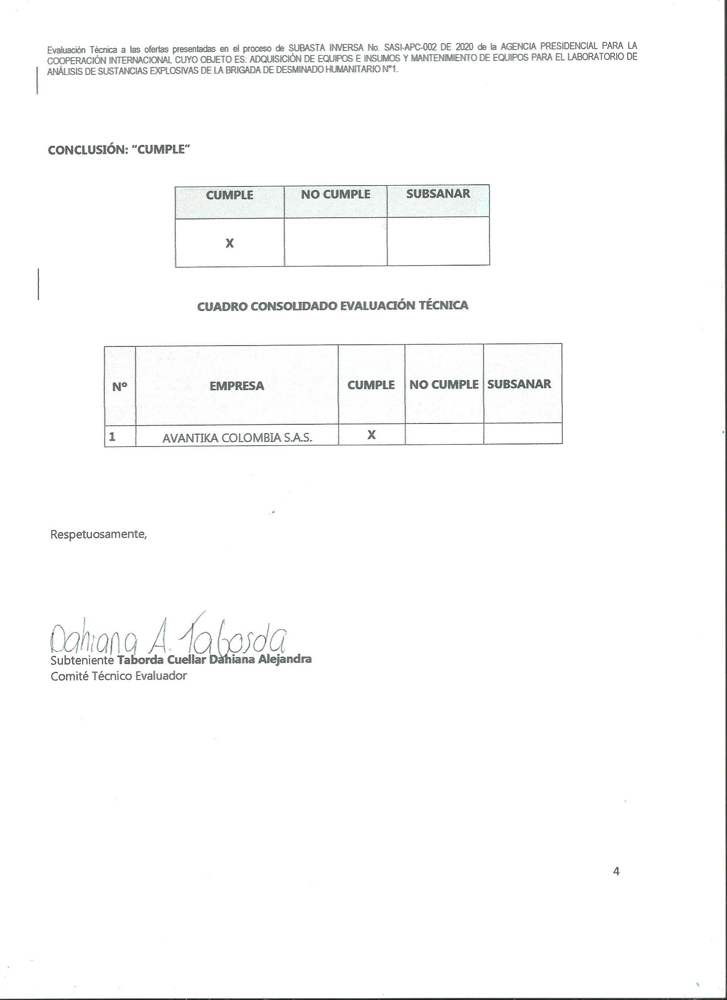 Evaluación Técnica a las ofertas presentadas en el proceso de SUBASTA INVERSA No. SASI-APC-002 DE 2020 de la AGENCIA PRESIDENCIAL PARA LA
COOPERACIÓN INTERNACIONAL CUYO OBJETO ES: ADQUISICIÓN DE EQUIPOS E INSUMOS Y MANTENIMIENTO DE EQUIPOS PARA EL LABORATORIO DE
ANÁLISIS DE SUSTANCIAS EXPLOSIVAS DE LA BRIGADA DE DESMINADO HUMANITARIO Nº1.
CONCLUSIÓN: “CUMPLE”
CUMPLE NO CUMPLE SUBSANAR
X
CUADRO CONSOLIDADO EVALUACIÓN TÉCNICA
Nº EMPRESA CUMPLE NO CUMPLE SUBSANAR
1 AVANTIKA COLOMBIA S.A.S. X
Respetuosamente,
Dahiana A. Taborda
Subteniente Taborda Cuellar Dahiana Alejandra
Comité Técnico Evaluador
4